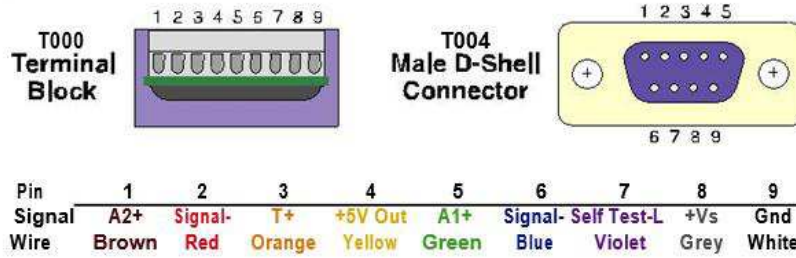 1 2 3 4 5 6 7 8 9
T000
Terminal
Block
1 2 3 4 5
T004
Male D-Shell
Connector
6 7 8 9
Pin 1 2 3 4 5 6 7 8 9
Signal A2+ Signal- T+ +5V Out A1+ Signal- Self Test-L +Vs Gnd
Wire Brown Red Orange Yellow Green Blue Violet Grey White